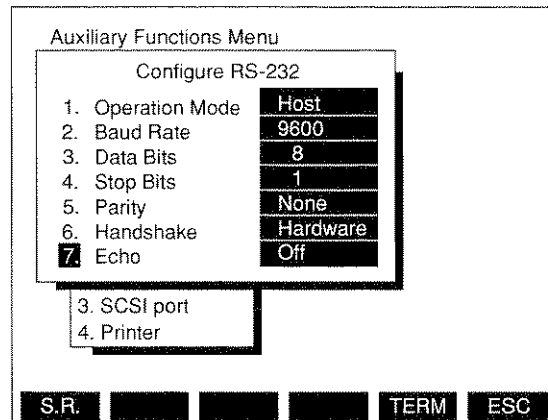 Auxiliary Functions Menu
Configure RS-232
1. Operation Mode Host
2. Baud Rate 9600
3. Data Bits 8
4. Stop Bits 1
5. Parity None
6. Handshake Hardware
7. Echo Off
3. SCSI port
4. Printer
S.R. TERM ESC